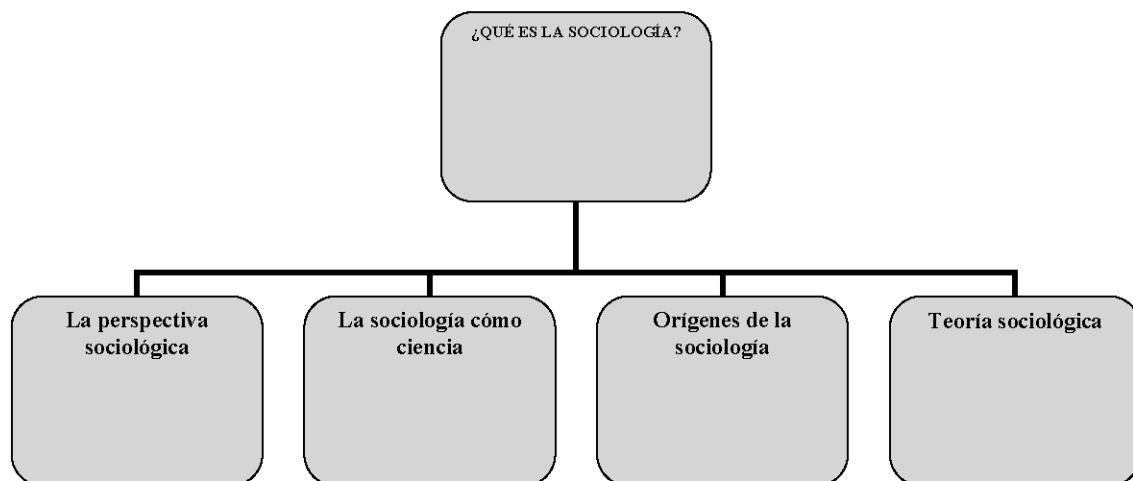 ¿QUÉ ES LA SOCIOLOGÍA?
La perspectiva
sociológica
La sociología cómo
ciencia
Orígenes de la
sociología
Teoría sociológica